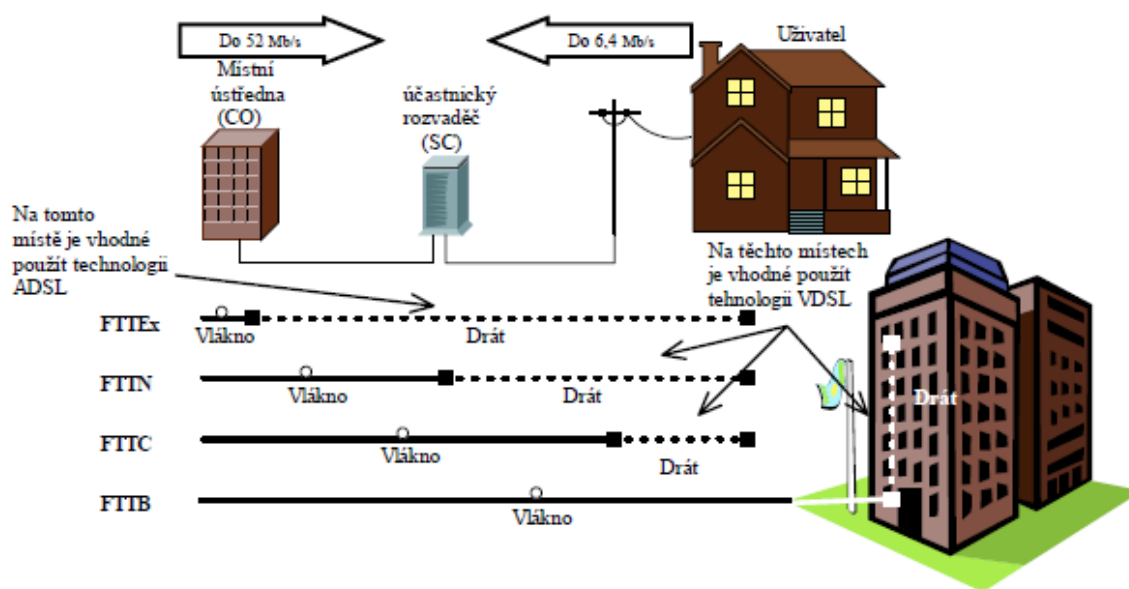 Do 52 Mb/s
Do 6,4 Mb/s
Uživatel
Místní
ústředna
(CO)
účastnický
rozvaděč
(SC)
Na tomto
místě je vhodné
použít technologii
ADSL
Na těchto místech
je vhodné použít
tehnologii VDSL
FTTEx
Vlákno
Drát
FTTN
Vlákno
Drát
Drát
FTTC
Vlákno
Drát
FTTB
Vlákno